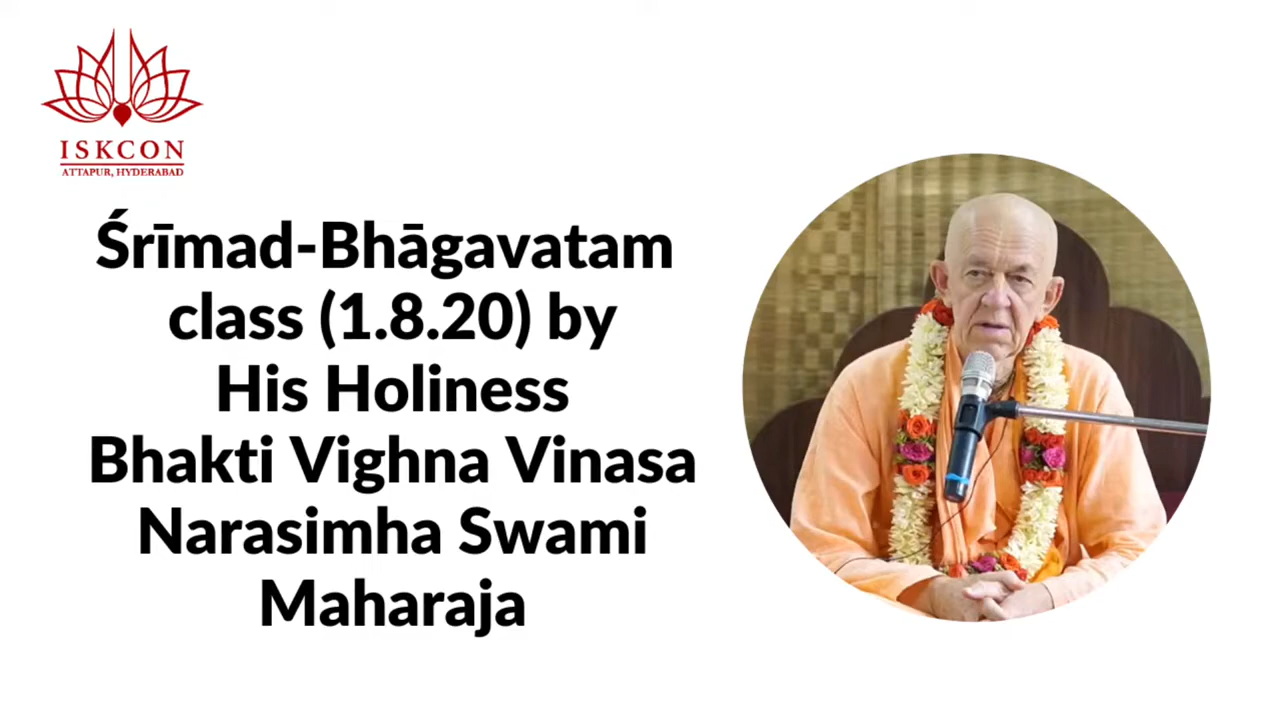 ISKCON
ATTAPUR, HYDERABAD
Śrīmad-Bhāgavatam
class (1.8.20) by
His Holiness
Bhakti Vighna Vinasa
Narasimha Swami
Maharaja